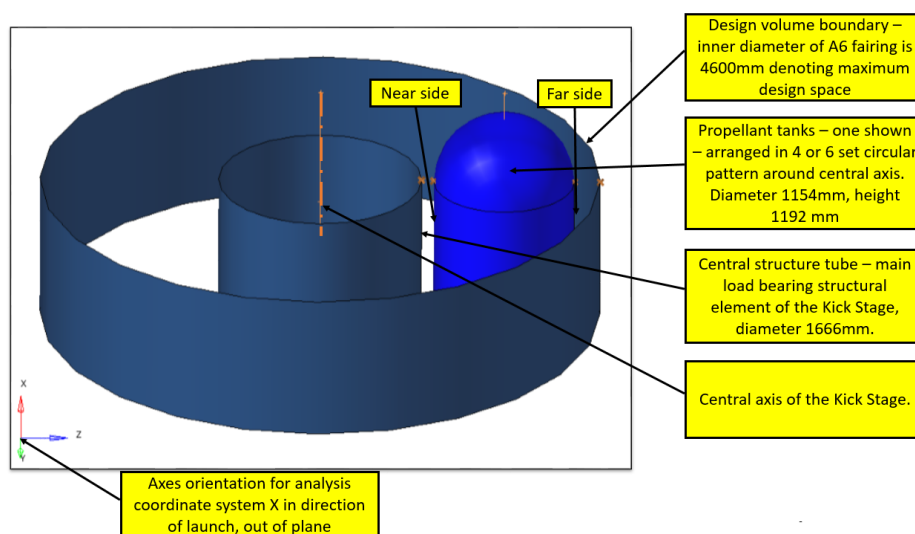 Design volume boundary –
inner diameter of A6 fairing is
4600mm denoting maximum
design space
Near side
Far side
Propellant tanks – one shown
– arranged in 4 or 6 set circular
pattern around central axis.
Diameter 1154mm, height
1192 mm
Central structure tube – main
load bearing structural
element of the Kick Stage,
diameter 1666mm.
Central axis of the Kick Stage.
X
Z
Y
Axes orientation for analysis
coordinate system X in direction
of launch, out of plane